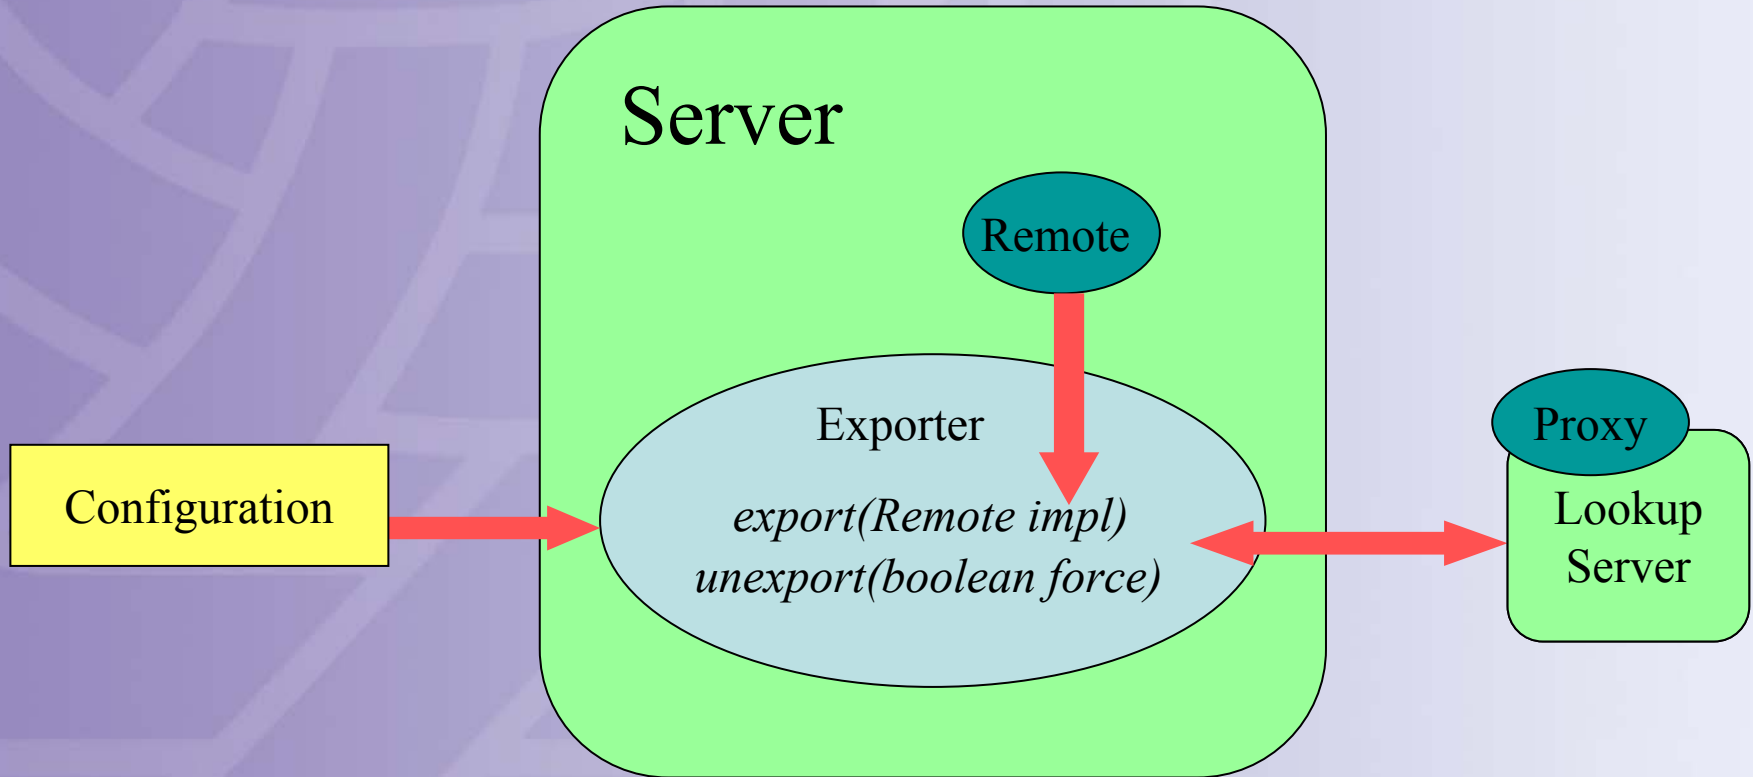 Server
Remote
Exporter
export(Remote impl)
unexport(boolean force)
Configuration
Proxy
Lookup
Server